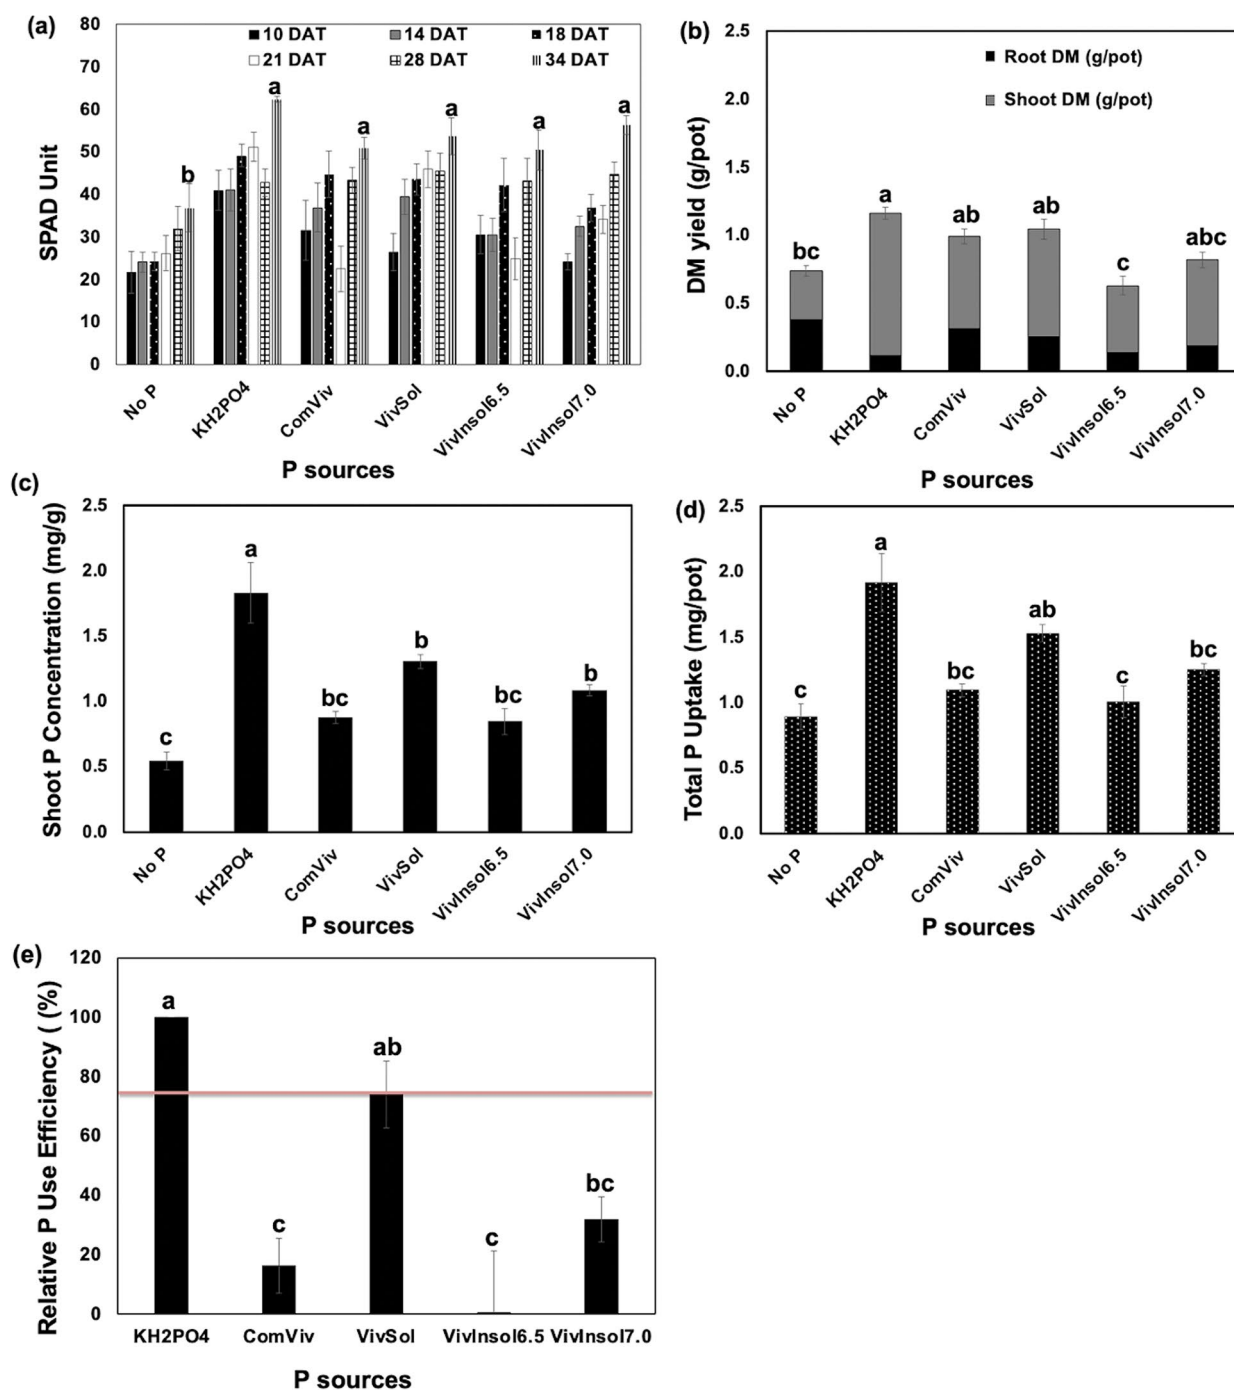 (a)
80
70
60
50
40
30
20
10
0
SPAD Unit
10 DAT 14 DAT 18 DAT
21 DAT 28 DAT 34 DAT
b a a a a a
No P KH2PO4 ComViv VivSol VivInsol6.5 VivInsol7.0
P sources
(b)
2.5
2.0
1.5
1.0
0.5
0.0
DM yield (g/pot)
Root DM (g/pot)
Shoot DM (g/pot)
bc a ab ab c abc
No P KH2PO4 ComViv VivSol VivInsol6.5 VivInsol7.0
P sources
(c)
2.5
2.0
1.5
1.0
0.5
0.0
Shoot P Concentration (mg/g)
c a bc b bc b
No P KH2PO4 ComViv VivSol VivInsol6.5 VivInsol7.0
P sources
(d)
2.5
2.0
1.5
1.0
0.5
0.0
Total P Uptake (mg/pot)
c a bc ab c bc
No P KH2PO4 ComViv VivSol VivInsol6.5 VivInsol7.0
P sources
(e)
120
100
80
60
40
20
0
Relative P Use Efficiency ( (%)
a c ab c bc
KH2PO4 ComViv VivSol VivInsol6.5 VivInsol7.0
P sources